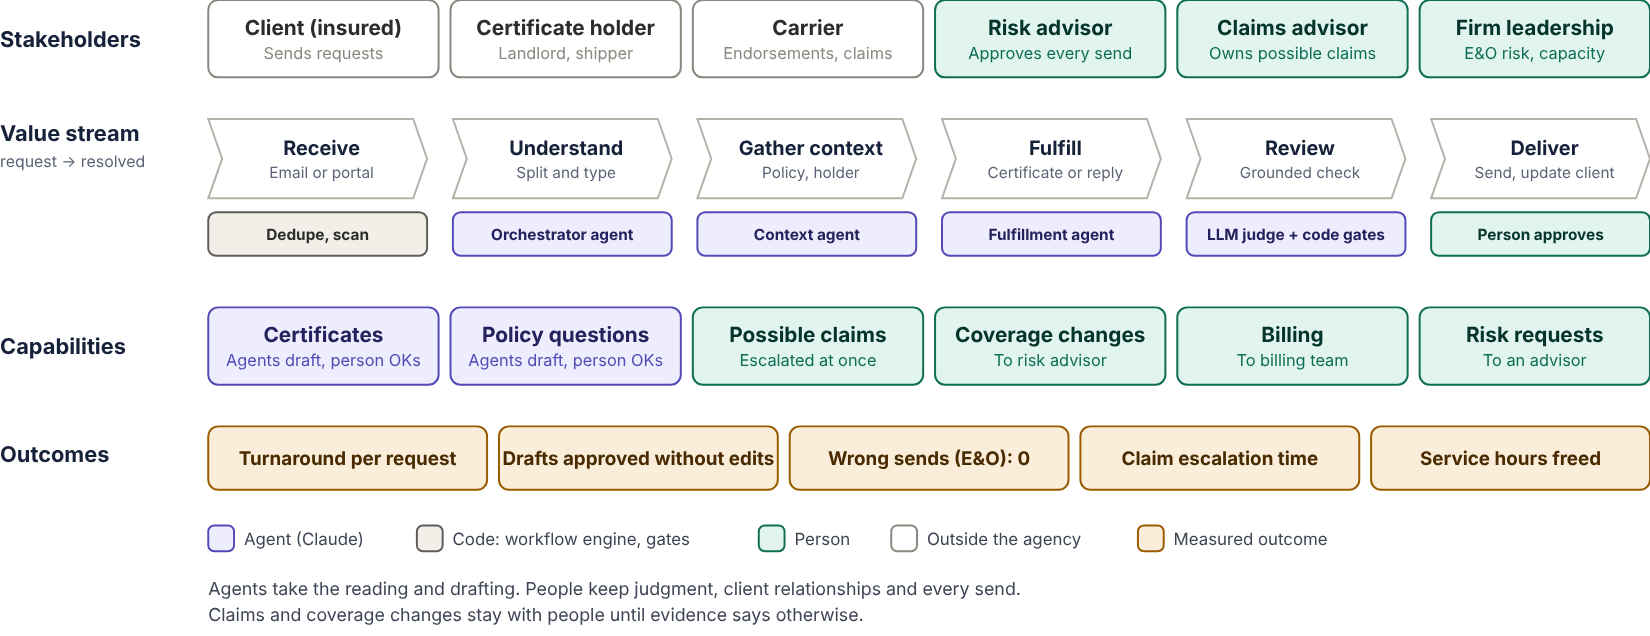 Stakeholders
Client (insured)
Sends requests
Certificate holder
Landlord, shipper
Carrier
Endorsements, claims
Risk advisor
Approves every send
Claims advisor
Owns possible claims
Firm leadership
E&O risk, capacity
Value stream
request → resolved
Receive
Email or portal
Understand
Split and type
Gather context
Policy, holder
Fulfill
Certificate or reply
Review
Grounded check
Deliver
Send, update client
Dedupe, scan
Orchestrator agent
Context agent
Fulfillment agent
LLM judge + code gates
Person approves
Capabilities
Certificates
Agents draft, person OKs
Policy questions
Agents draft, person OKs
Possible claims
Escalated at once
Coverage changes
To risk advisor
Billing
To billing team
Risk requests
To an advisor
Outcomes
Turnaround per request
Drafts approved without edits
Wrong sends (E&O): 0
Claim escalation time
Service hours freed
Agent (Claude)
Code: workflow engine, gates
Person
Outside the agency
Measured outcome
Agents take the reading and drafting. People keep judgment, client relationships and every send.
Claims and coverage changes stay with people until evidence says otherwise.